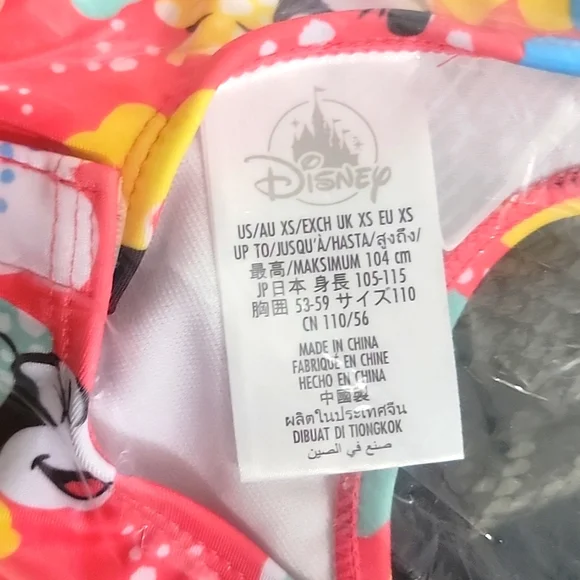 Disney
US/AU XS/EXCH UK XS EU XS
UP TO/JUSQU'À/HASTA/สูงถึง/
最高/MAKSIMUM 104 cm
JP日本 身長 105-115
胸囲 53-59 サイズ110
CN 110/56
MADE IN CHINA
FABRIQUÉ EN CHINE
HECHO EN CHINA
中國製
ผลิตในประเทศจีน
DIBUAT DI TIONGKOK
صنع في الصين